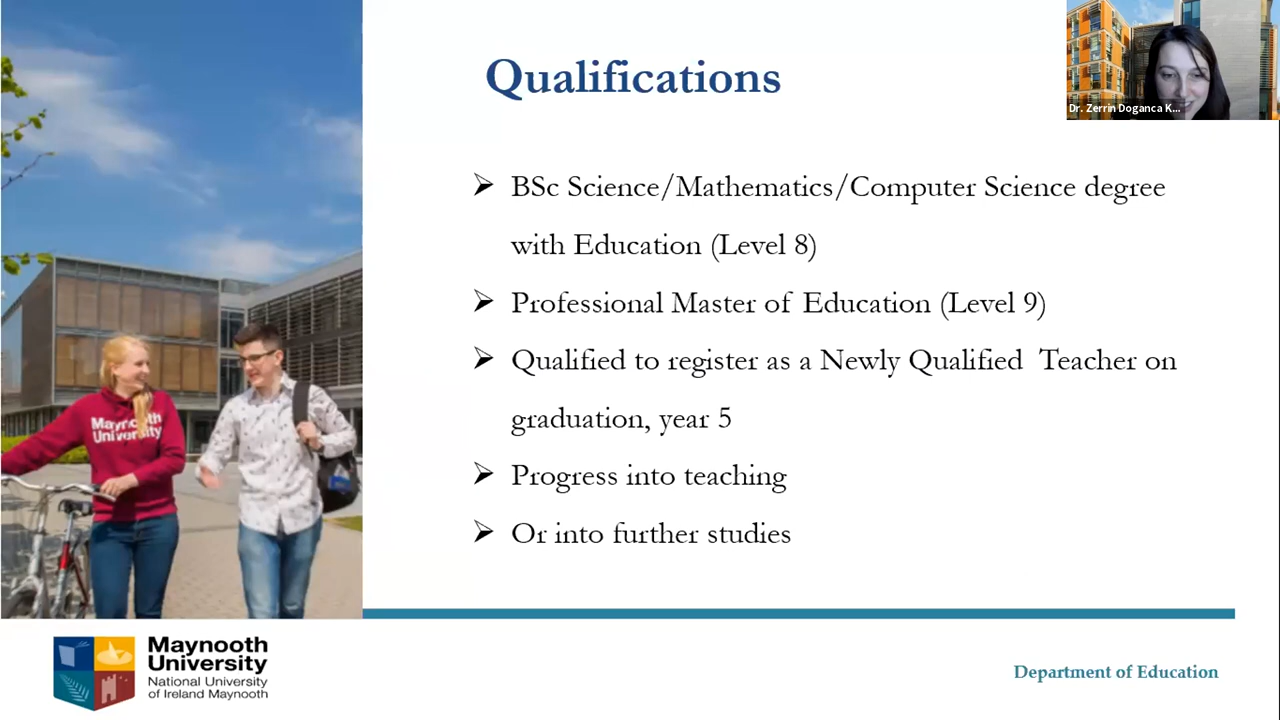 Qualifications
Dr. Zerrin Doganca K...
➢ BSc Science/Mathematics/Computer Science degree
with Education (Level 8)
➢ Professional Master of Education (Level 9)
➢ Qualified to register as a Newly Qualified Teacher on
graduation, year 5
➢ Progress into teaching
➢ Or into further studies
Maynooth
University
Maynooth
University
National University
of Ireland Maynooth
Department of Education